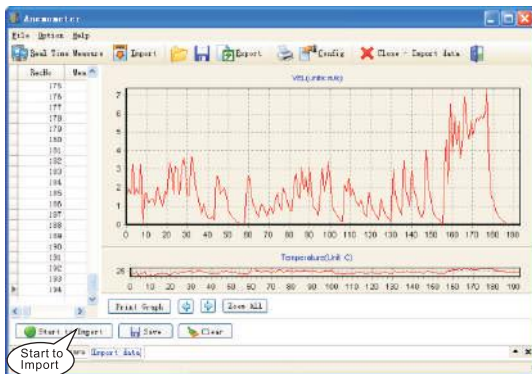 Anemometer
File Option Help
Real Time Measure Import Export Config Close - Import data
RecNo Mea
VEL(Unit: m/s)
175
176
177
178
179
180
181
182
183
184
185
186
187
188
189
190
191
192
193
194
7
6
5
4
3
2
1
0
0 10 20 30 40 50 60 70 80 90 100 110 120 130 140 150 160 170 180 190
Temperature(Unit: C)
25
0 10 20 30 40 50 60 70 80 90 100 110 120 130 140 150 160 170 180 190
Print Graph Zoom All
Start to Import Save Clear
Import data
Start to
Import